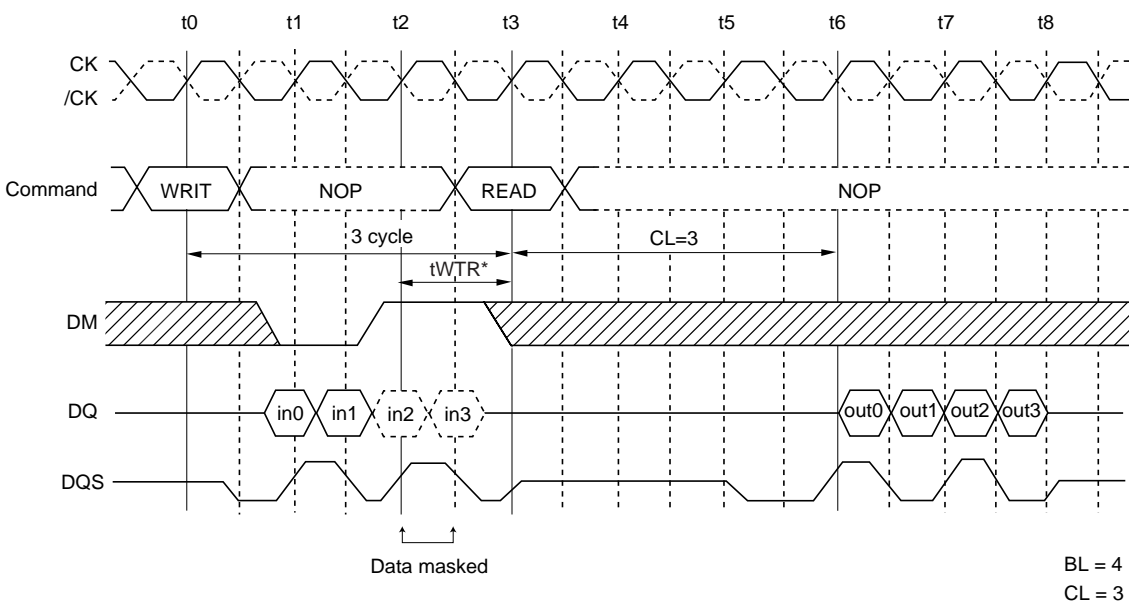 t0 t1 t2 t3 t4 t5 t6 t7 t8
CK
/CK
Command WRIT NOP READ NOP
3 cycle CL=3
tWTR*
DM
DQ in0 in1 in2 in3 out0 out1 out2 out3
DQS
Data masked
BL = 4
CL = 3